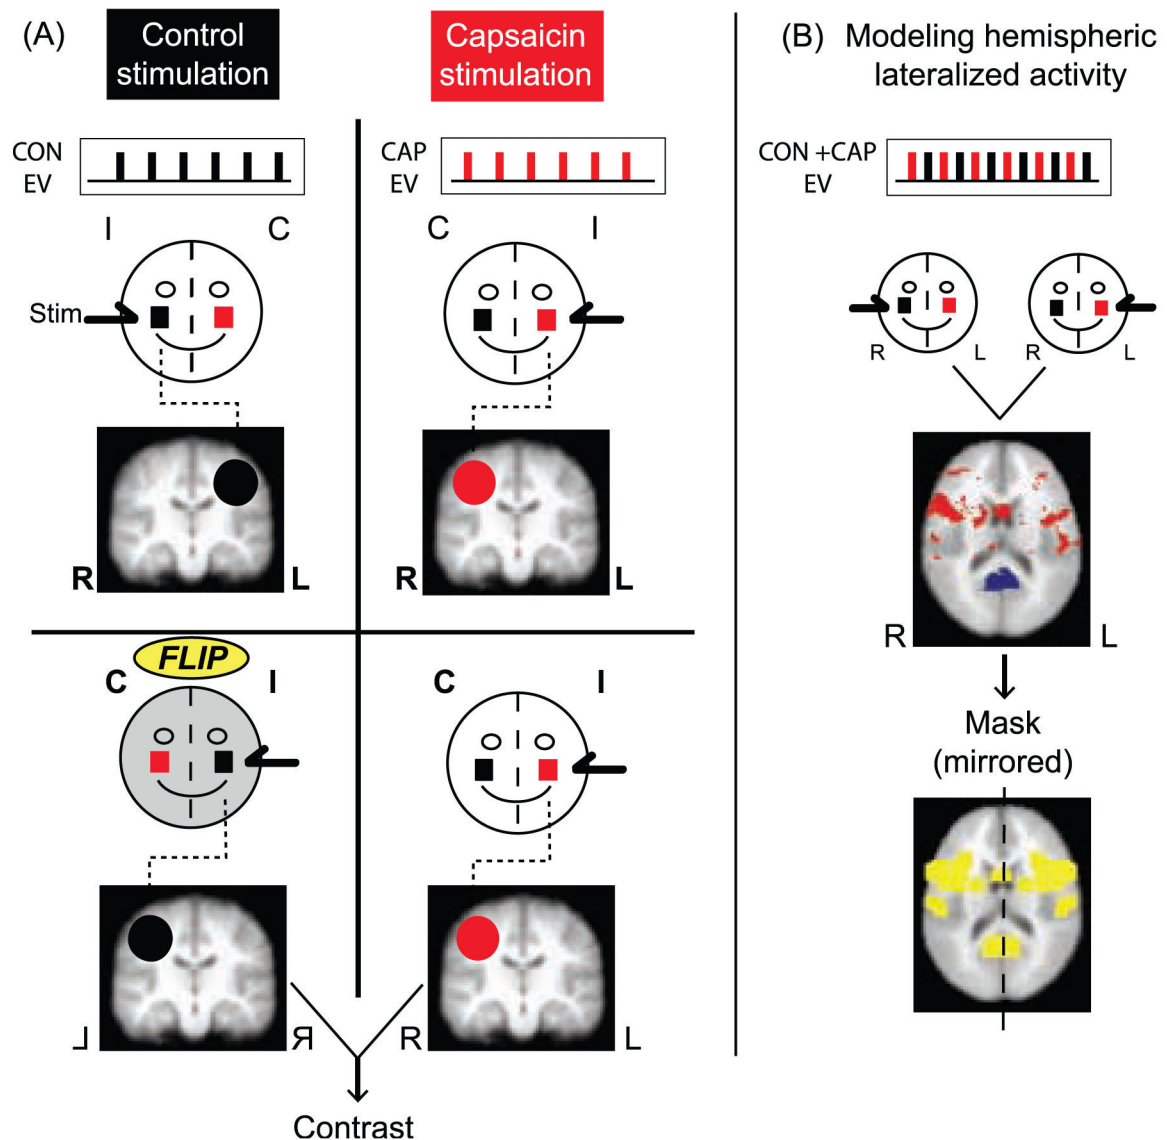 (A)
Control
stimulation
Capsaicin
stimulation
CON
EV
CAP
EV
I
C
C
I
Stim
R
L
R
L
FLIP
C
I
C
I
L
R
R
L
Contrast
(B) Modeling hemispheric
lateralized activity
CON +CAP
EV
R
L
R
L
R
L
Mask
(mirrored)